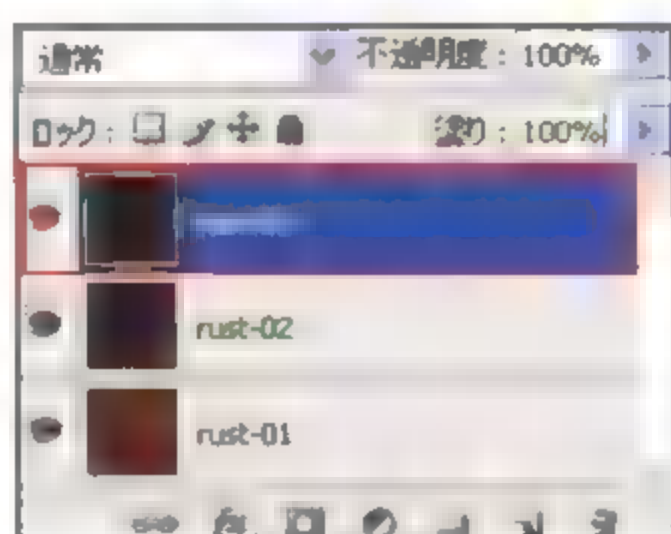 通常 不透明度 : 100%
ロック : 塗り : 100%
rust-02
rust-01